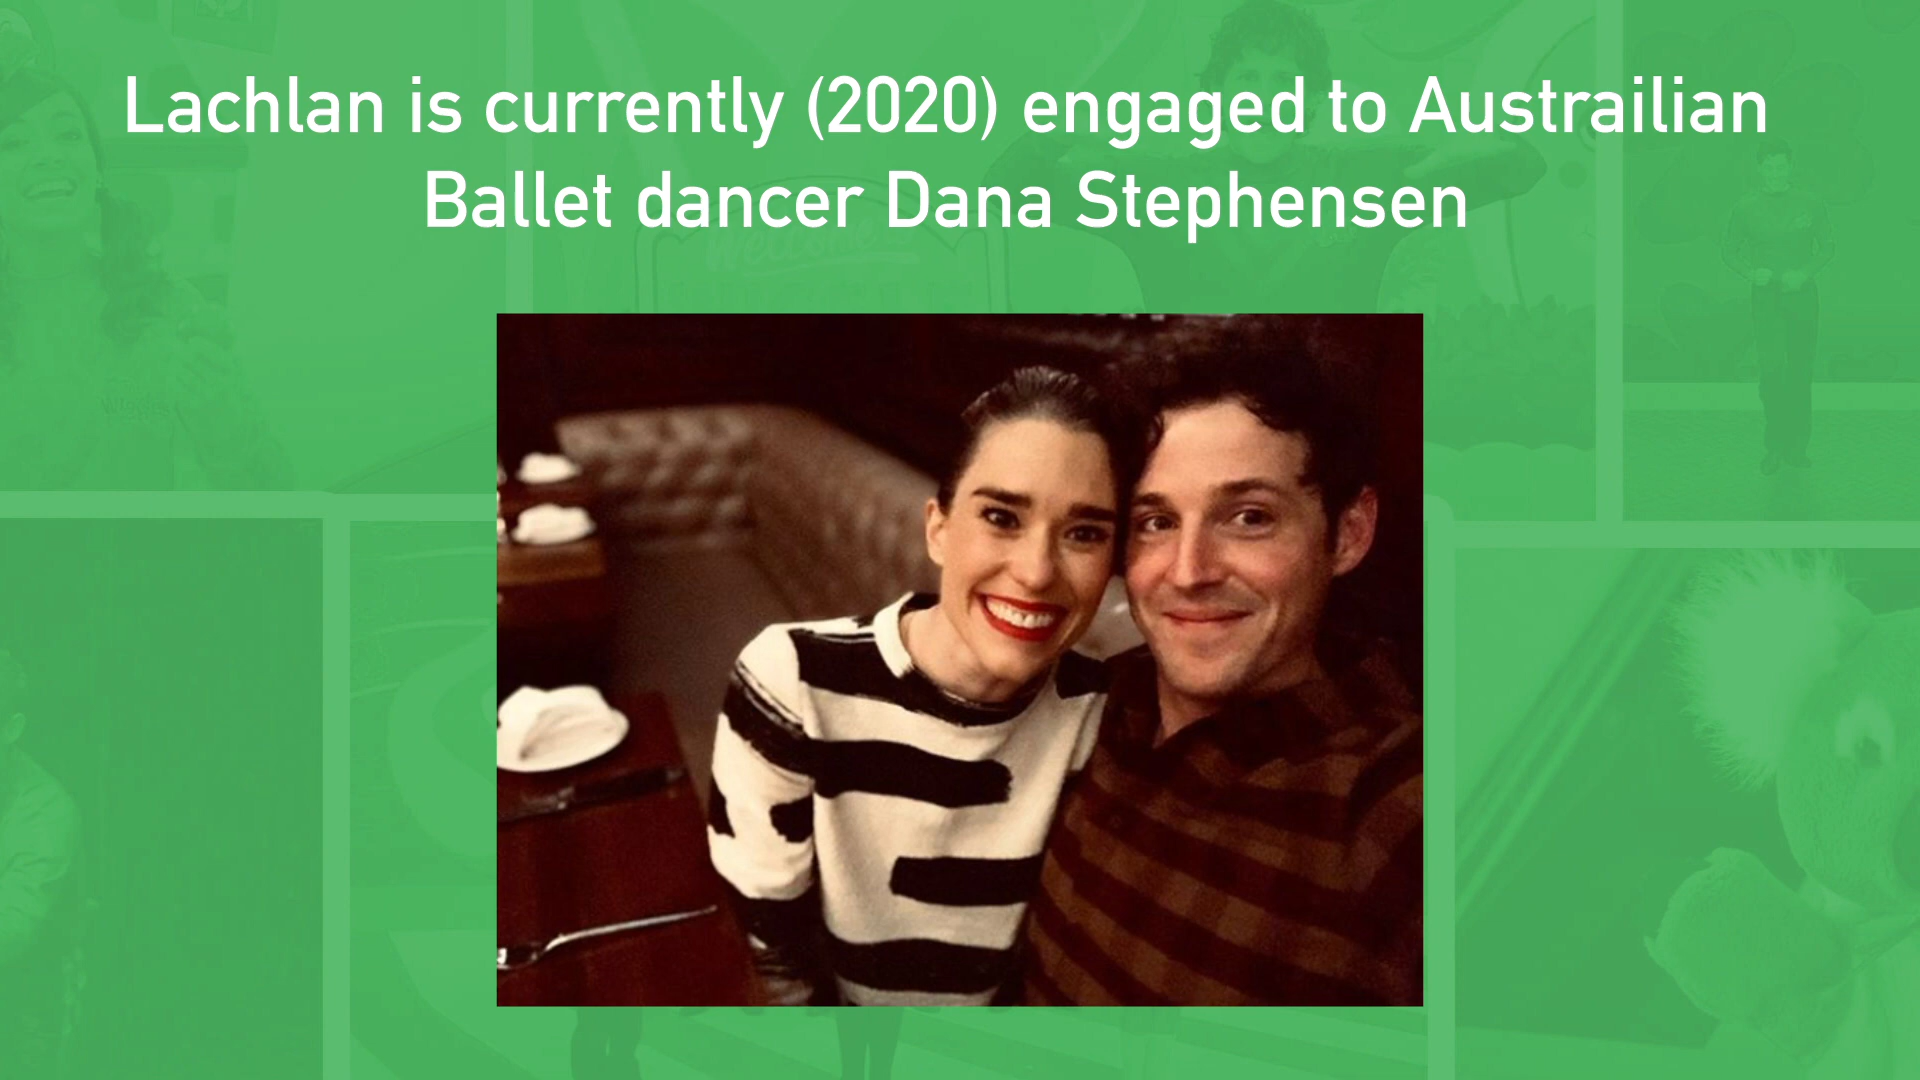 Lachlan is currently (2020) engaged to Austrailian
Ballet dancer Dana Stephensen